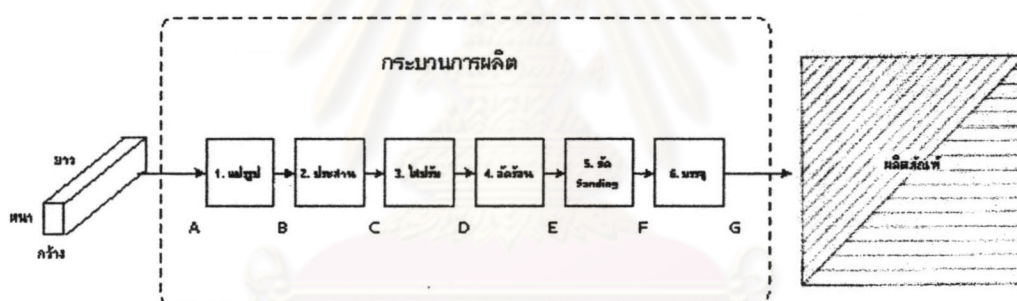 กระบวนการผลิต
ยาว
หนา
กว้าง
1. แปรรูป
2. ประสาน
3. ไสปรับ
4. อัดร้อน
5. ขัด
Sanding
6. บรรจุ
ผลิตภัณฑ์
A
B
C
D
E
F
G